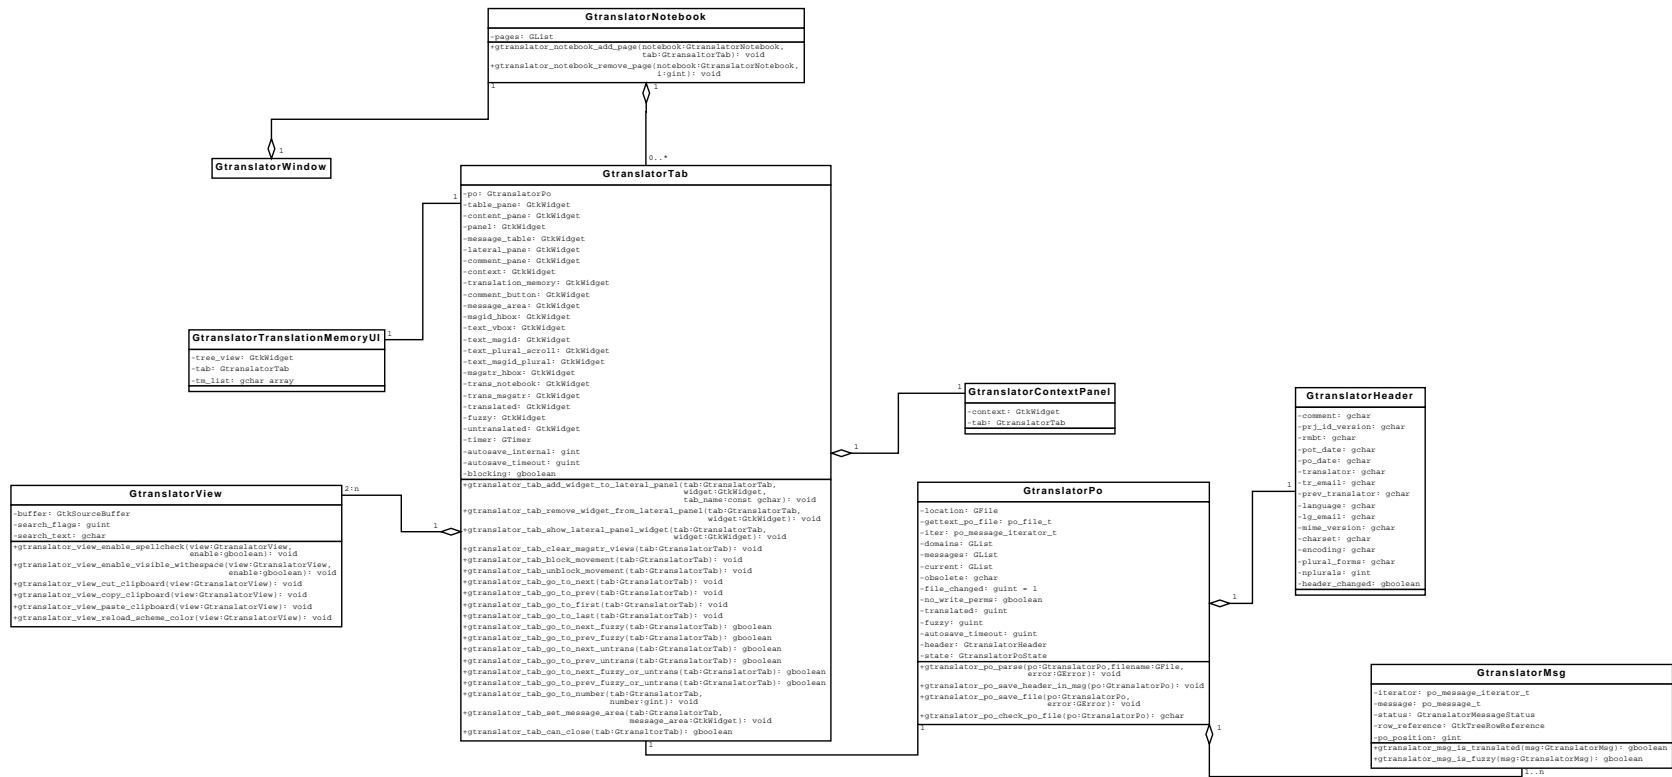 GtranslatorNotebook
-pages: GList
+gtranslator_notebook_add_page(notebook:GtranslatorNotebook,
tab:GtransaltorTab): void
+gtranslator_notebook_remove_page(notebook:GtranslatorNotebook,
i:gint): void
1
1
1
GtranslatorWindow
0..*
GtranslatorTab
-po: GtranslatorPo
-table_pane: GtkWidget
-content_pane: GtkWidget
-panel: GtkWidget
-message_table: GtkWidget
-lateral_pane: GtkWidget
-comment_pane: GtkWidget
-context: GtkWidget
-translation_memory: GtkWidget
-comment_button: GtkWidget
-message_area: GtkWidget
-msgid_hbox: GtkWidget
-text_vbox: GtkWidget
-text_msgid: GtkWidget
-text_plural_scroll: GtkWidget
-text_msgid_plural: GtkWidget
-msgstr_hbox: GtkWidget
-trans_notebook: GtkWidget
-trans_msgstr: GtkWidget
-translated: GtkWidget
-fuzzy: GtkWidget
-untranslated: GtkWidget
-timer: GTimer
-autosave_internal: gint
-autosave_timeout: guint
-blocking: gboolean
+gtranslator_tab_add_widget_to_lateral_panel(tab:GtranslatorTab,
widget:GtkWidget,
tab_name:const gchar): void
+gtranslator_tab_remove_widget_from_lateral_panel(tab:GtranslatorTab,
widget:GtkWidget): void
+gtranslator_tab_show_lateral_panel_widget(tab:GtranslatorTab,
widget:GtkWidget): void
+gtranslator_tab_clear_msgstr_views(tab:GtranslatorTab): void
+gtranslator_tab_block_movement(tab:GtranslatorTab): void
+gtranslator_tab_unblock_movement(tab:GtranslatorTab): void
+gtranslator_tab_go_to_next(tab:GtranslatorTab): void
+gtranslator_tab_go_to_prev(tab:GtranslatorTab): void
+gtranslator_tab_go_to_first(tab:GtranslatorTab): void
+gtranslator_tab_go_to_last(tab:GtranslatorTab): void
+gtranslator_tab_go_to_next_fuzzy(tab:GtranslatorTab): gboolean
+gtranslator_tab_go_to_prev_fuzzy(tab:GtranslatorTab): gboolean
+gtranslator_tab_go_to_next_untrans(tab:GtranslatorTab): gboolean
+gtranslator_tab_go_to_prev_untrans(tab:GtranslatorTab): gboolean
+gtranslator_tab_go_to_next_fuzzy_or_untrans(tab:GtranslatorTab): gboolean
+gtranslator_tab_go_to_prev_fuzzy_or_untrans(tab:GtranslatorTab): gboolean
+gtranslator_tab_go_to_number(tab:GtranslatorTab,
number:gint): void
+gtranslator_tab_set_message_area(tab:GtranslatorTab,
message_area:GtkWidget): void
+gtranslator_tab_can_close(tab:GtransltorTab): gboolean
1
1
GtranslatorTranslationMemoryUI
-tree_view: GtkWidget
-tab: GtranslatorTab
-tm_list: gchar array
2:n
1
GtranslatorView
-buffer: GtkSourceBuffer
-search_flags: guint
-search_text: gchar
+gtranslator_view_enable_spellcheck(view:GtranslatorView,
enable:gboolean): void
+gtranslator_view_enable_visible_withespace(view:GtranslatorView,
enable:gboolean): void
+gtranslator_view_cut_clipboard(view:GtranslatorView): void
+gtranslator_view_copy_clipboard(view:GtranslatorView): void
+gtranslator_view_paste_clipboard(view:GtranslatorView): void
+gtranslator_view_reload_scheme_color(view:GtranslatorView): void
1
1
GtranslatorContextPanel
-context: GtkWidget
-tab: GtranslatorTab
GtranslatorHeader
-comment: gchar
-prj_id_version: gchar
-rmbt: gchar
-pot_date: gchar
-po_date: gchar
-translator: gchar
-tr_email: gchar
-prev_translator: gchar
-language: gchar
-lg_email: gchar
-mime_version: gchar
-charset: gchar
-encoding: gchar
-plural_forms: gchar
-nplurals: gint
-header_changed: gboolean
1
1
GtranslatorPo
-location: GFile
-gettext_po_file: po_file_t
-iter: po_message_iterator_t
-domains: GList
-messages: GList
-current: GList
-obsolete: gchar
-file_changed: guint = 1
-no_write_perms: gboolean
-translated: guint
-fuzzy: guint
-autosave_timeout: guint
-header: GtranslatorHeader
-state: GtranslatorPoState
+gtranslator_po_parse(po:GtranslatorPo,filename:GFile,
error:GError): void
+gtranslator_po_save_header_in_msg(po:GtranslatorPo): void
+gtranslator_po_save_file(po:GtranslatorPo,
error:GError): void
+gtranslator_po_check_po_file(po:GtranslatorPo): gchar
1
1
1
GtranslatorMsg
-iterator: po_message_iterator_t
-message: po_message_t
-status: GtranslatorMessageStatus
-row_reference: GtkTreeRowReference
-po_position: gint
+gtranslator_msg_is_translated(msg:GtranslatorMsg): gboolean
+gtranslator_msg_is_fuzzy(msg:GtranslatorMsg): gboolean
1..n